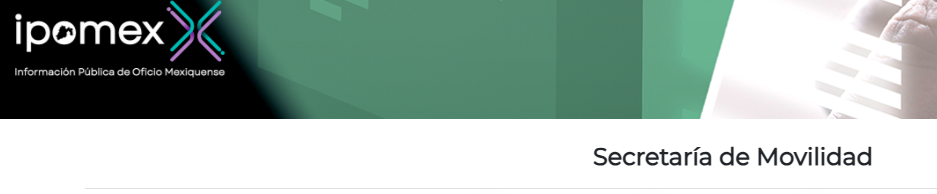 ipomex
Información Pública de Oficio Mexiquense
Secretaría de Movilidad